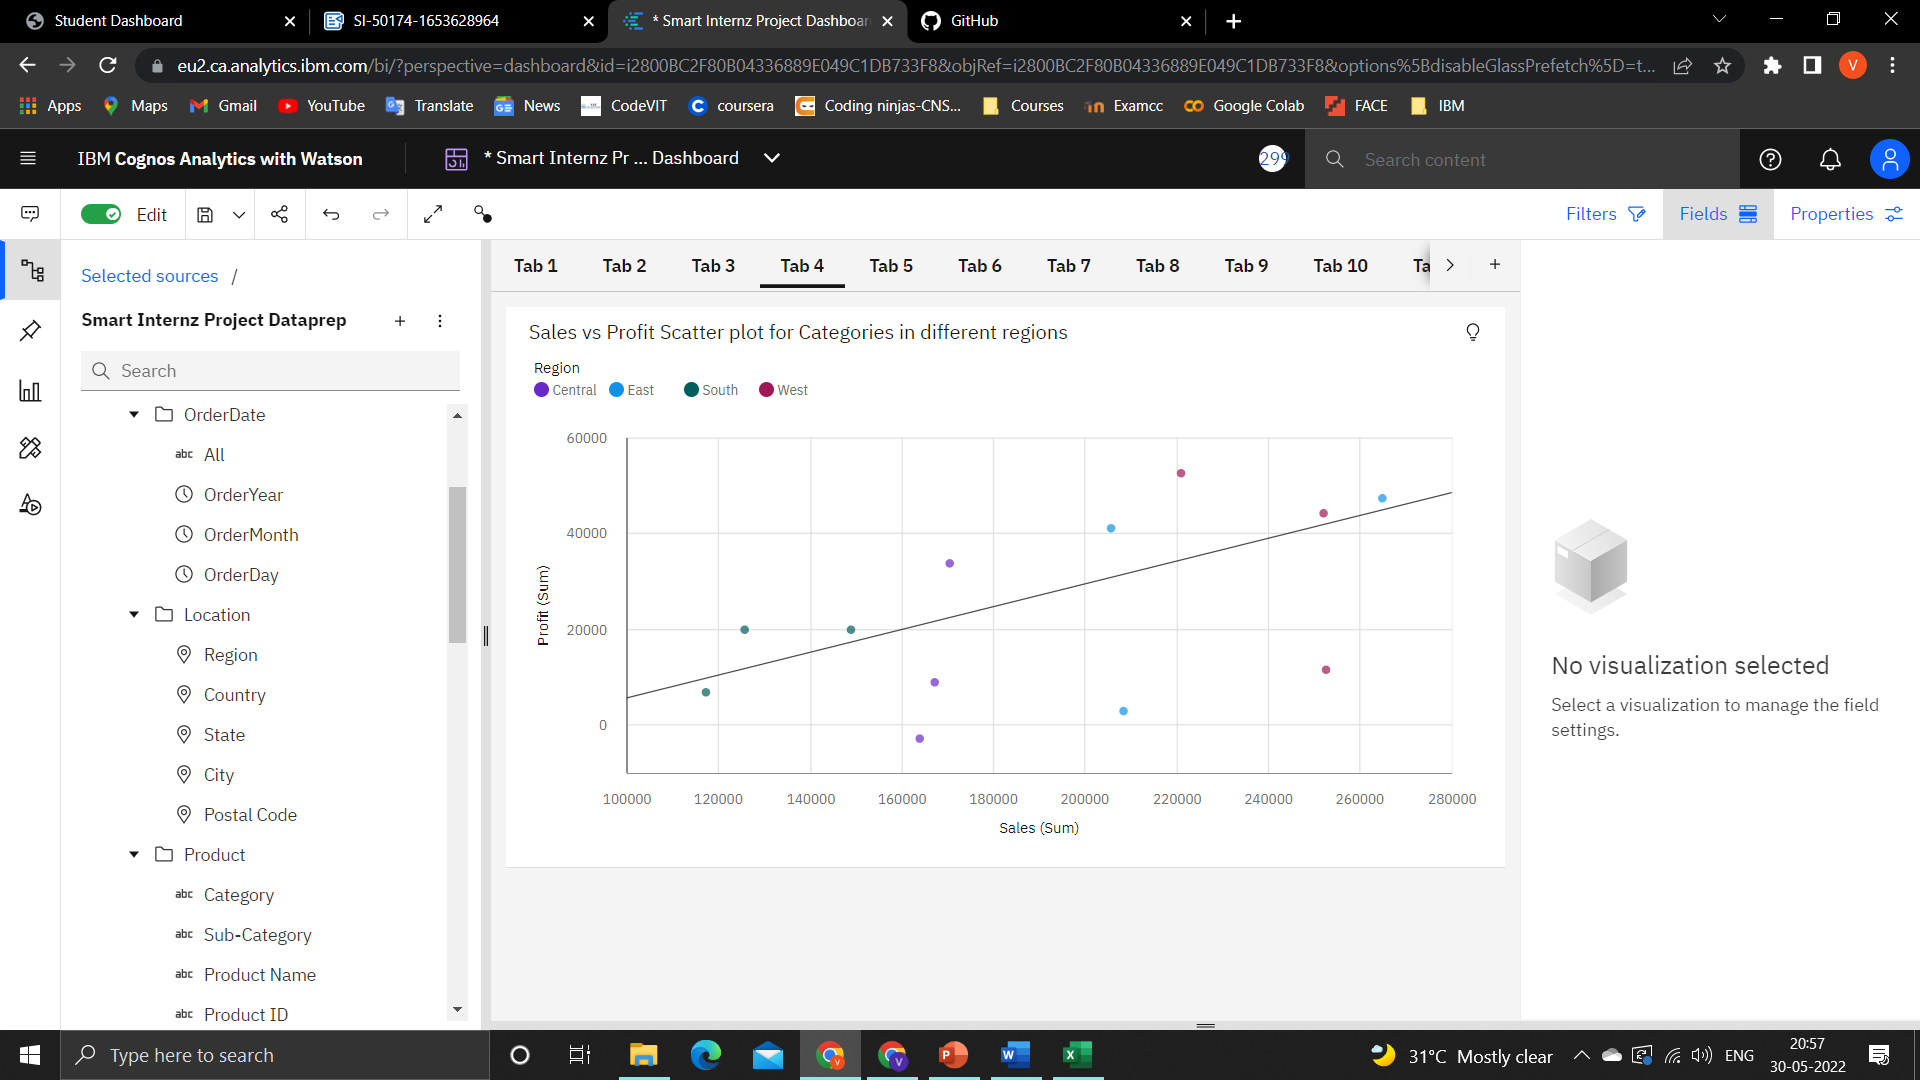 Student Dashboard
SI-50174-1653628964
* Smart Internz Project Dashboar
GitHub
eu2.ca.analytics.ibm.com/bi/?perspective=dashboard&id=i2800BC2F80B04336889E049C1DB733F8&objRef=i2800BC2F80B04336889E049C1DB733F8&options%5BdisableGlassPrefetch%5D=t...
V
Apps
Maps
Gmail
YouTube
Translate
News
CodeVIT
coursera
Coding ninjas-CNS...
Courses
Examcc
Google Colab
FACE
IBM
IBM Cognos Analytics with Watson
* Smart Internz Pr ... Dashboard
299
Search content
Edit
Filters
Fields
Properties
Selected sources /
Smart Internz Project Dataprep
Search
OrderDate
abc All
OrderYear
OrderMonth
OrderDay
Location
Region
Country
State
City
Postal Code
Product
abc Category
abc Sub-Category
abc Product Name
abc Product ID
Tab 1
Tab 2
Tab 3
Tab 4
Tab 5
Tab 6
Tab 7
Tab 8
Tab 9
Tab 10
Ta
Sales vs Profit Scatter plot for Categories in different regions
Region
Central
East
South
West
60000
40000
20000
0
Profit (Sum)
100000
120000
140000
160000
180000
200000
220000
240000
260000
280000
Sales (Sum)
No visualization selected
Select a visualization to manage the field
settings.
Type here to search
31°C Mostly clear
ENG
20:57
30-05-2022